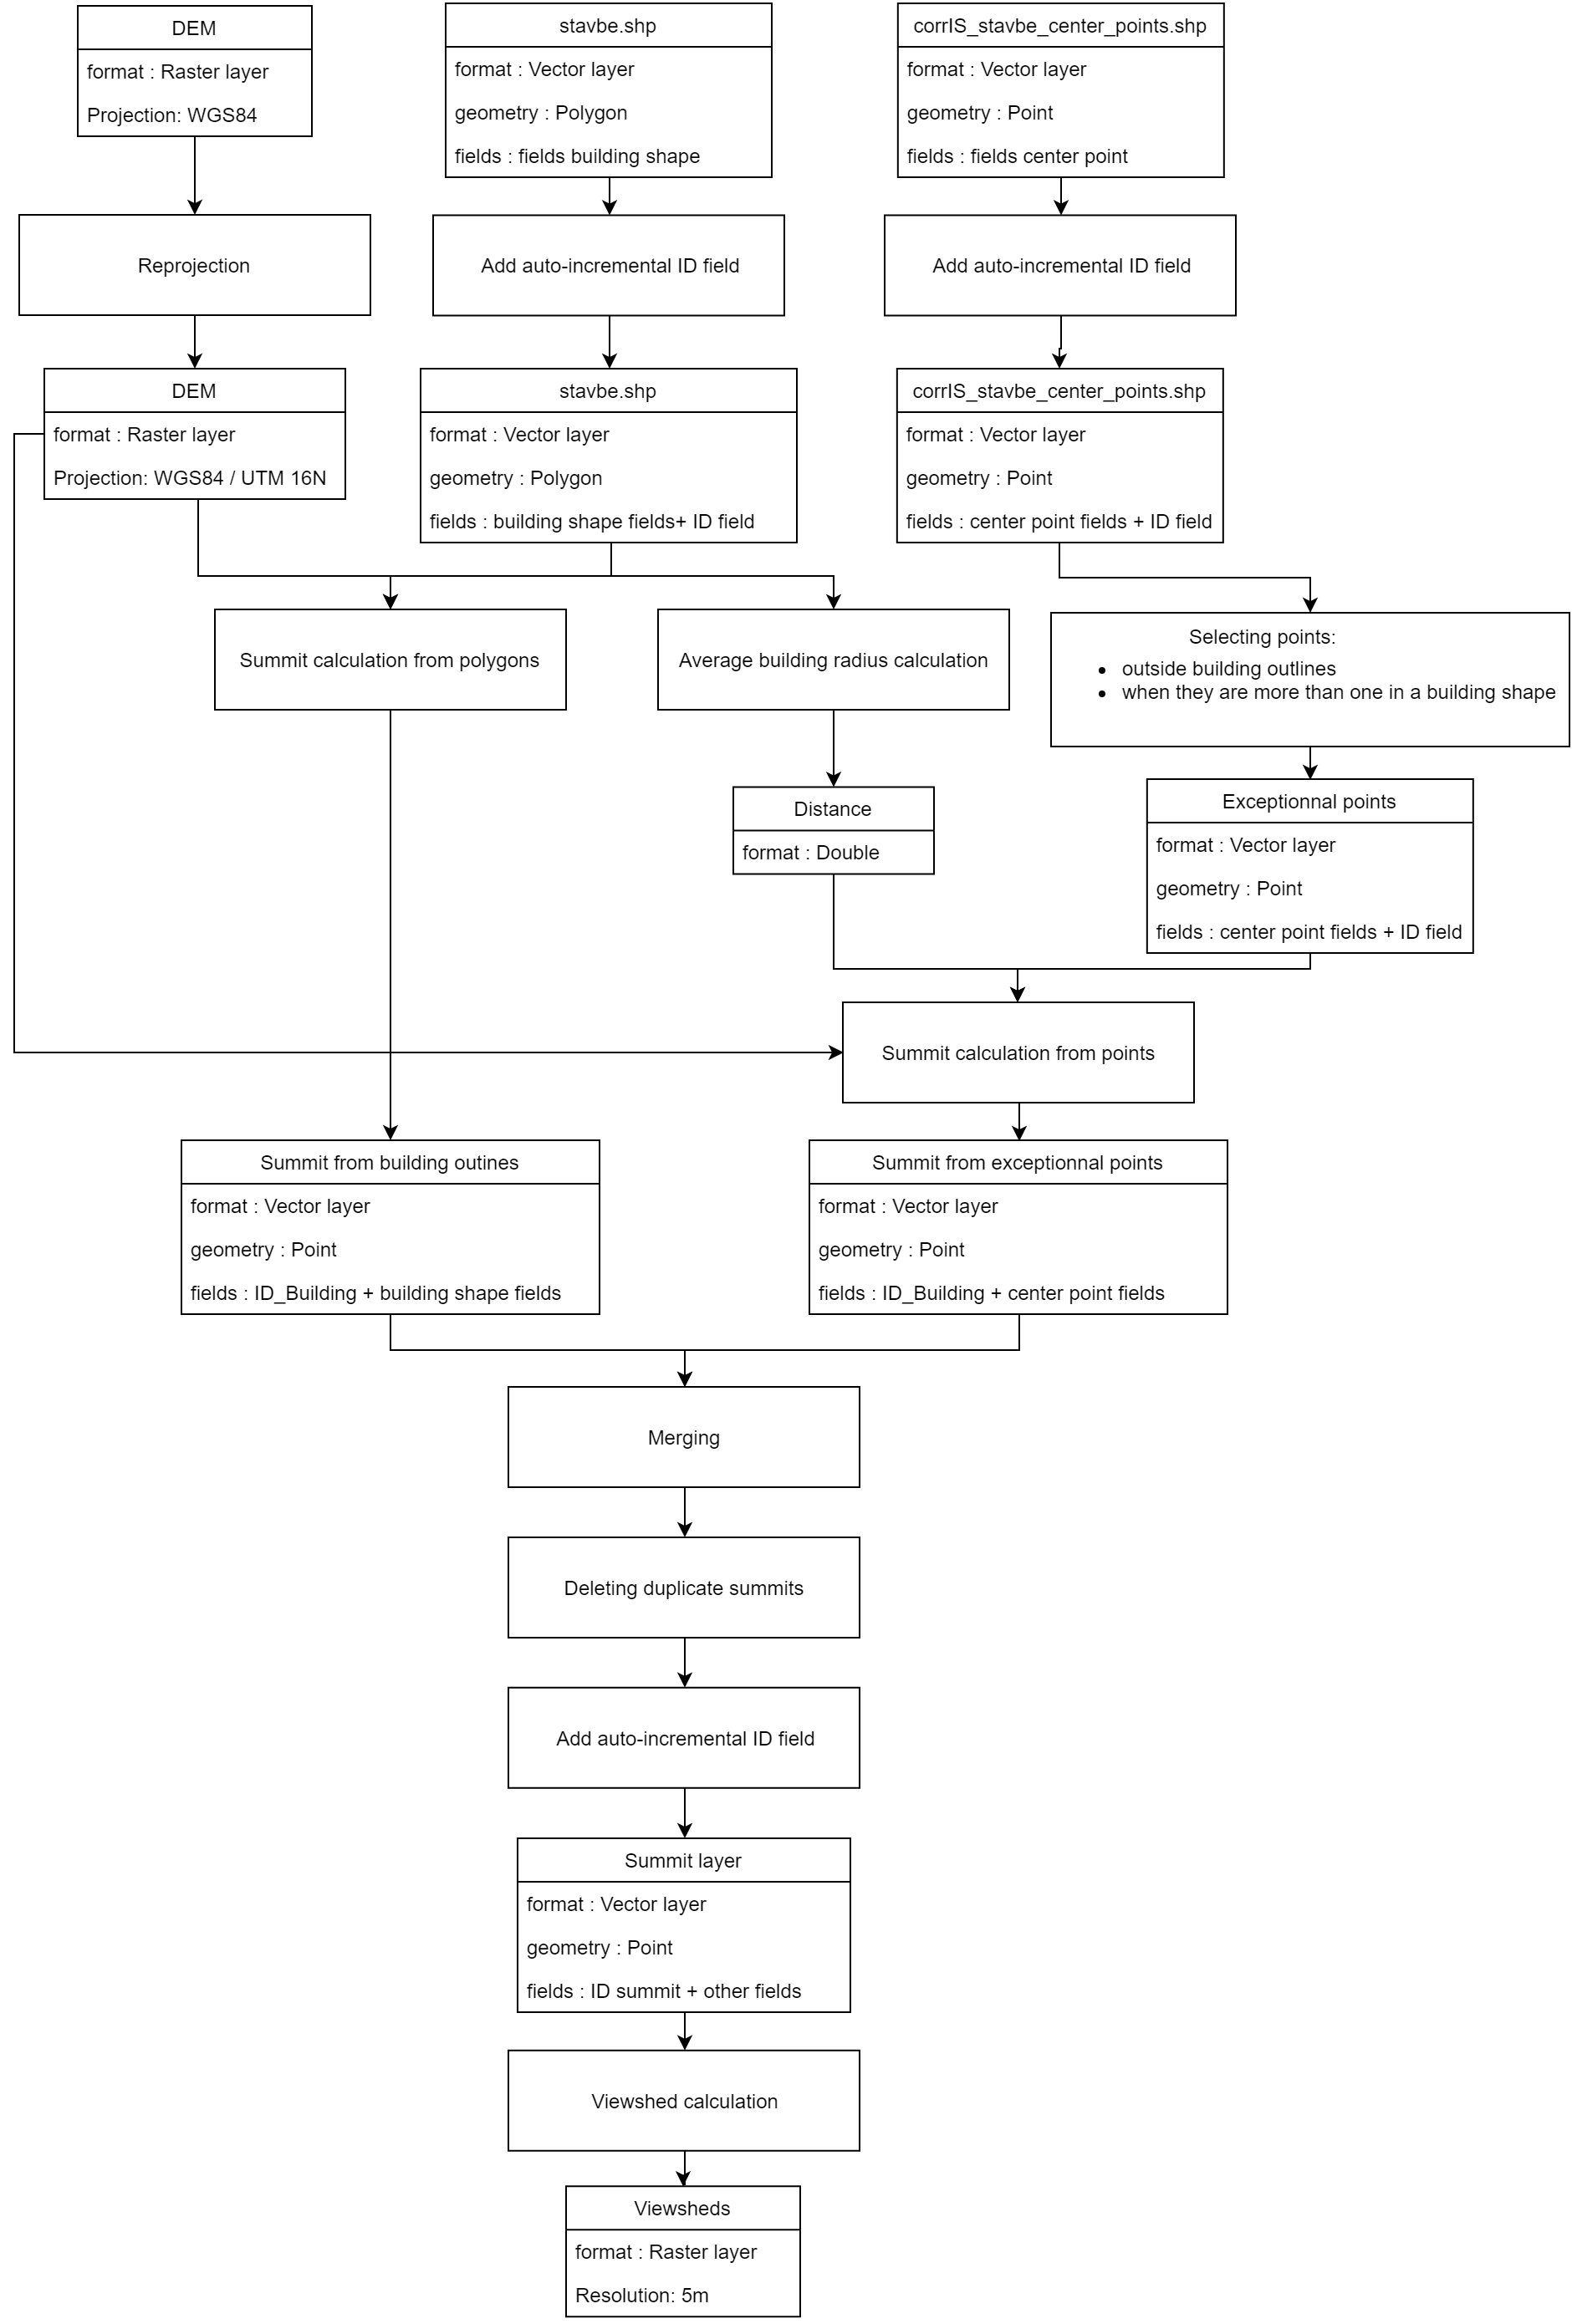 DEM
format : Raster layer
Projection: WGS84
stavbe.shp
format : Vector layer
geometry : Polygon
fields : fields building shape
corrIS_stavbe_center_points.shp
format : Vector layer
geometry : Point
fields : fields center point
Reprojection
Add auto-incremental ID field
Add auto-incremental ID field
DEM
format : Raster layer
Projection: WGS84 / UTM 16N
stavbe.shp
format : Vector layer
geometry : Polygon
fields : building shape fields+ ID field
corrIS_stavbe_center_points.shp
format : Vector layer
geometry : Point
fields : center point fields + ID field
Summit calculation from polygons
Average building radius calculation
Selecting points:
• outside building outlines
• when they are more than one in a building shape
Distance
format : Double
Exceptionnal points
format : Vector layer
geometry : Point
fields : center point fields + ID field
Summit calculation from points
Summit from building outines
format : Vector layer
geometry : Point
fields : ID_Building + building shape fields
Summit from exceptionnal points
format : Vector layer
geometry : Point
fields : ID_Building + center point fields
Merging
Deleting duplicate summits
Add auto-incremental ID field
Summit layer
format : Vector layer
geometry : Point
fields : ID summit + other fields
Viewshed calculation
Viewsheds
format : Raster layer
Resolution: 5m